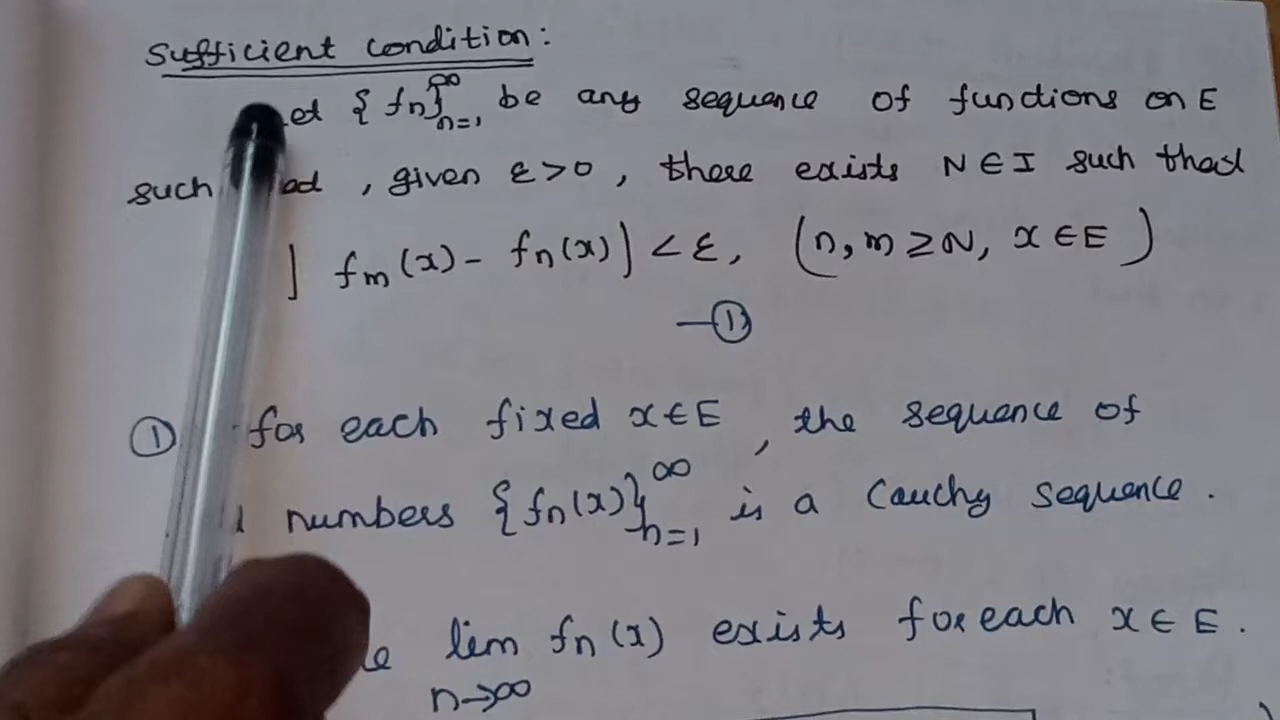 Sufficient Condition:
{fn}∞n=1 be any sequence of functions on E
such , given ε>0, there exists N∈I such that
| fm(x)- fn(x)| <ε, (n,m ≥N, x∈E)
—①
① for each fixed x∈E, the sequence of
numbers {fn(x)}∞n=1 is a Cauchy sequence.
lim fn(x) exists for each x∈E.
n→∞